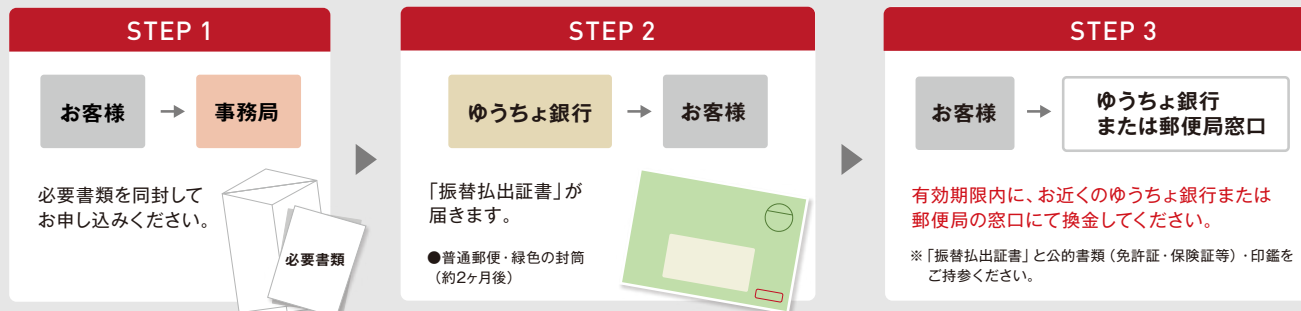 STEP 1
お客様
事務局
必要書類を同封して
お申し込みください。
必要書類
STEP 2
ゆうちょ銀行
お客様
「振替払出証書」が
届きます。
●普通郵便・緑色の封筒
(約2ヶ月後)
STEP 3
お客様
ゆうちょ銀行
または郵便局窓口
有効期限内に、お近くのゆうちょ銀行または
郵便局の窓口にて換金してください。
※「振替払出証書」と公的書類(免許証・保険証等)・印鑑を
ご持参ください。